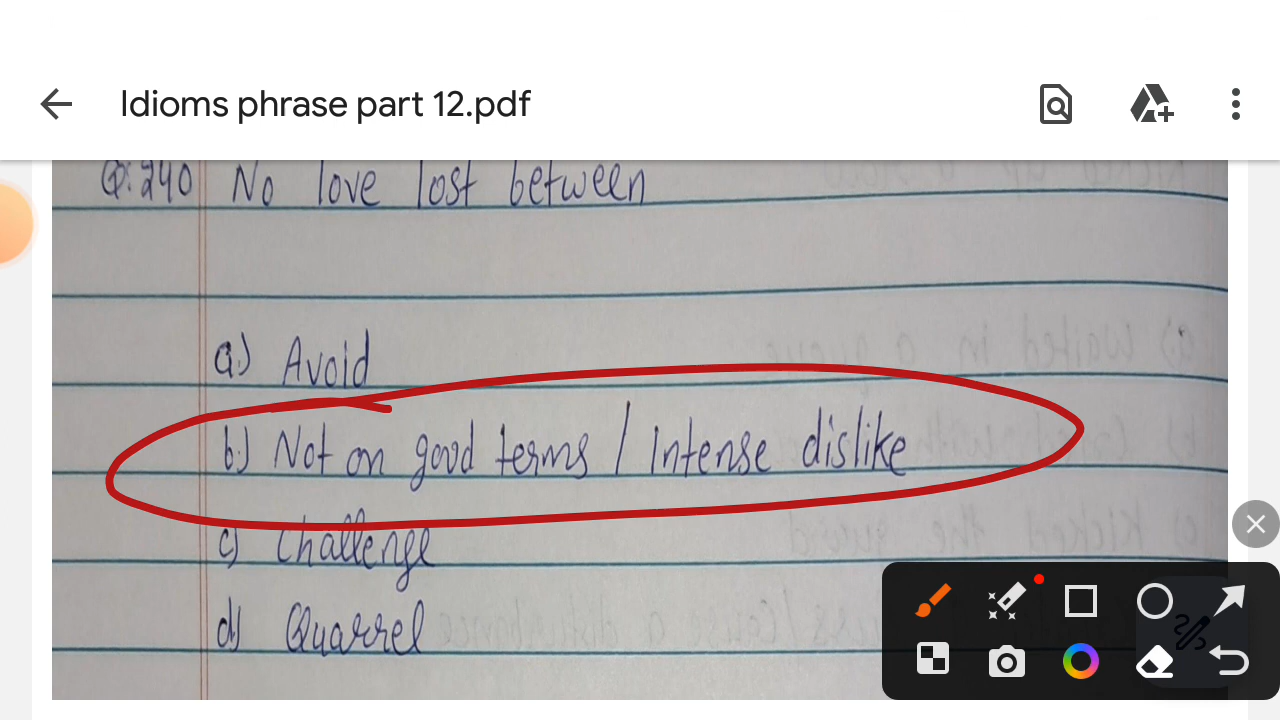 Idioms phrase part 12.pdf
Q. 240 No love lost between
a.) Avoid
b.) Not on good terms / Intense dislike
c) Challenge
d) Quarrel